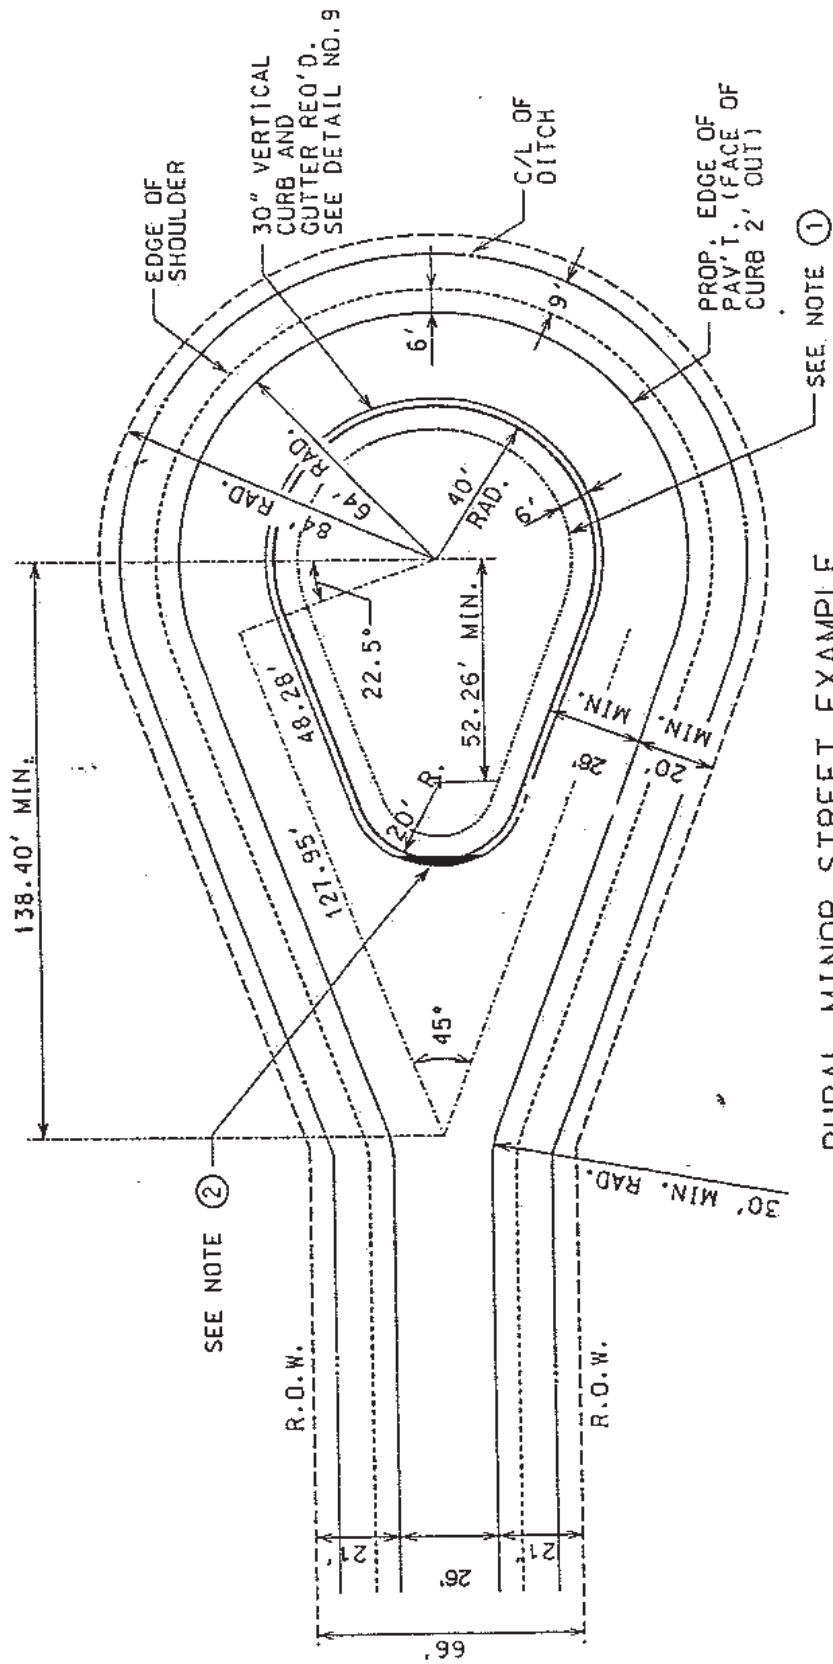 138.40' MIN.
EDGE OF
SHOULDER
30" VERTICAL
CURB AND
GUTTER REQ'D.
SEE DETAIL NO.9
C/L OF
DITCH
PROP. EDGE OF
PAV'T. (FACE OF
CURB 2' OUT)
SEE NOTE 1
SEE NOTE 2
R.O.W.
R.O.W.
127.95'
48.28'
22.5°
52.26' MIN.
84' RAD.
64' RAD.
40'
RAD.
6'
9'
6'
20'
R.
45°
26' MIN.
20' MIN.
30' MIN. RAD.
21'
26'
21'
66'
RURAL MINOR STREET EXAMPLE